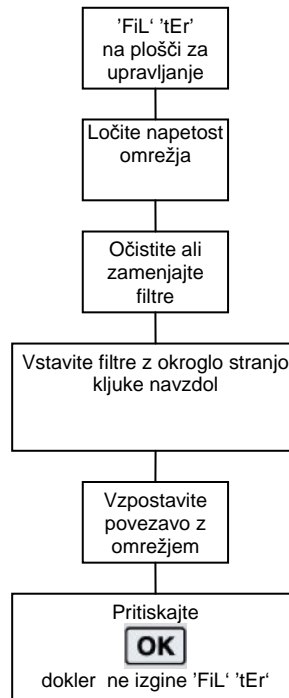 ’FiL‘ ’tEr’
na plošči za
upravljanje
Ločite napetost
omrežja
Očistite ali
zamenjajte
filtre
Vstavite filtre z okroglo stranjo
kljuke navzdol
Vzpostavite
povezavo z
omrežjem
Pritiskajte
OK
dokler ne izgine ’FiL‘ ’tEr‘